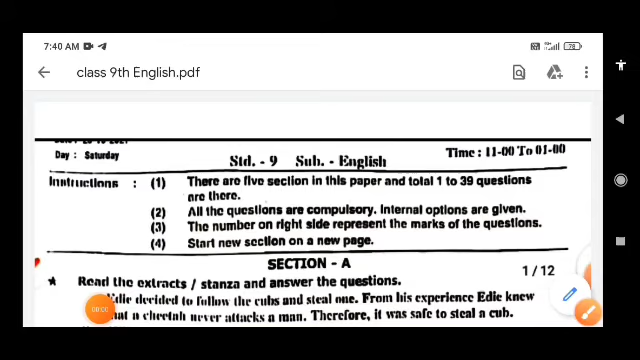 7:40 AM
78
class 9th English.pdf
Day : Saturday
Std. - 9 Sub. - English
Time : 11-00 To 01-00
Instructions : (1) There are five section in this paper and total 1 to 39 questions
are there.
(2) All the questions are compulsory. Internal options are given.
(3) The number on right side represent the marks of the questions.
(4) Start new section on a new page.
SECTION - A
1 / 12
★ Read the extracts / stanza and answer the questions.
Edie decided to follow the cubs and steal one. From his experience Edie knew
that a cheetah never attacks a man. Therefore, it was safe to steal a cub.
00:00